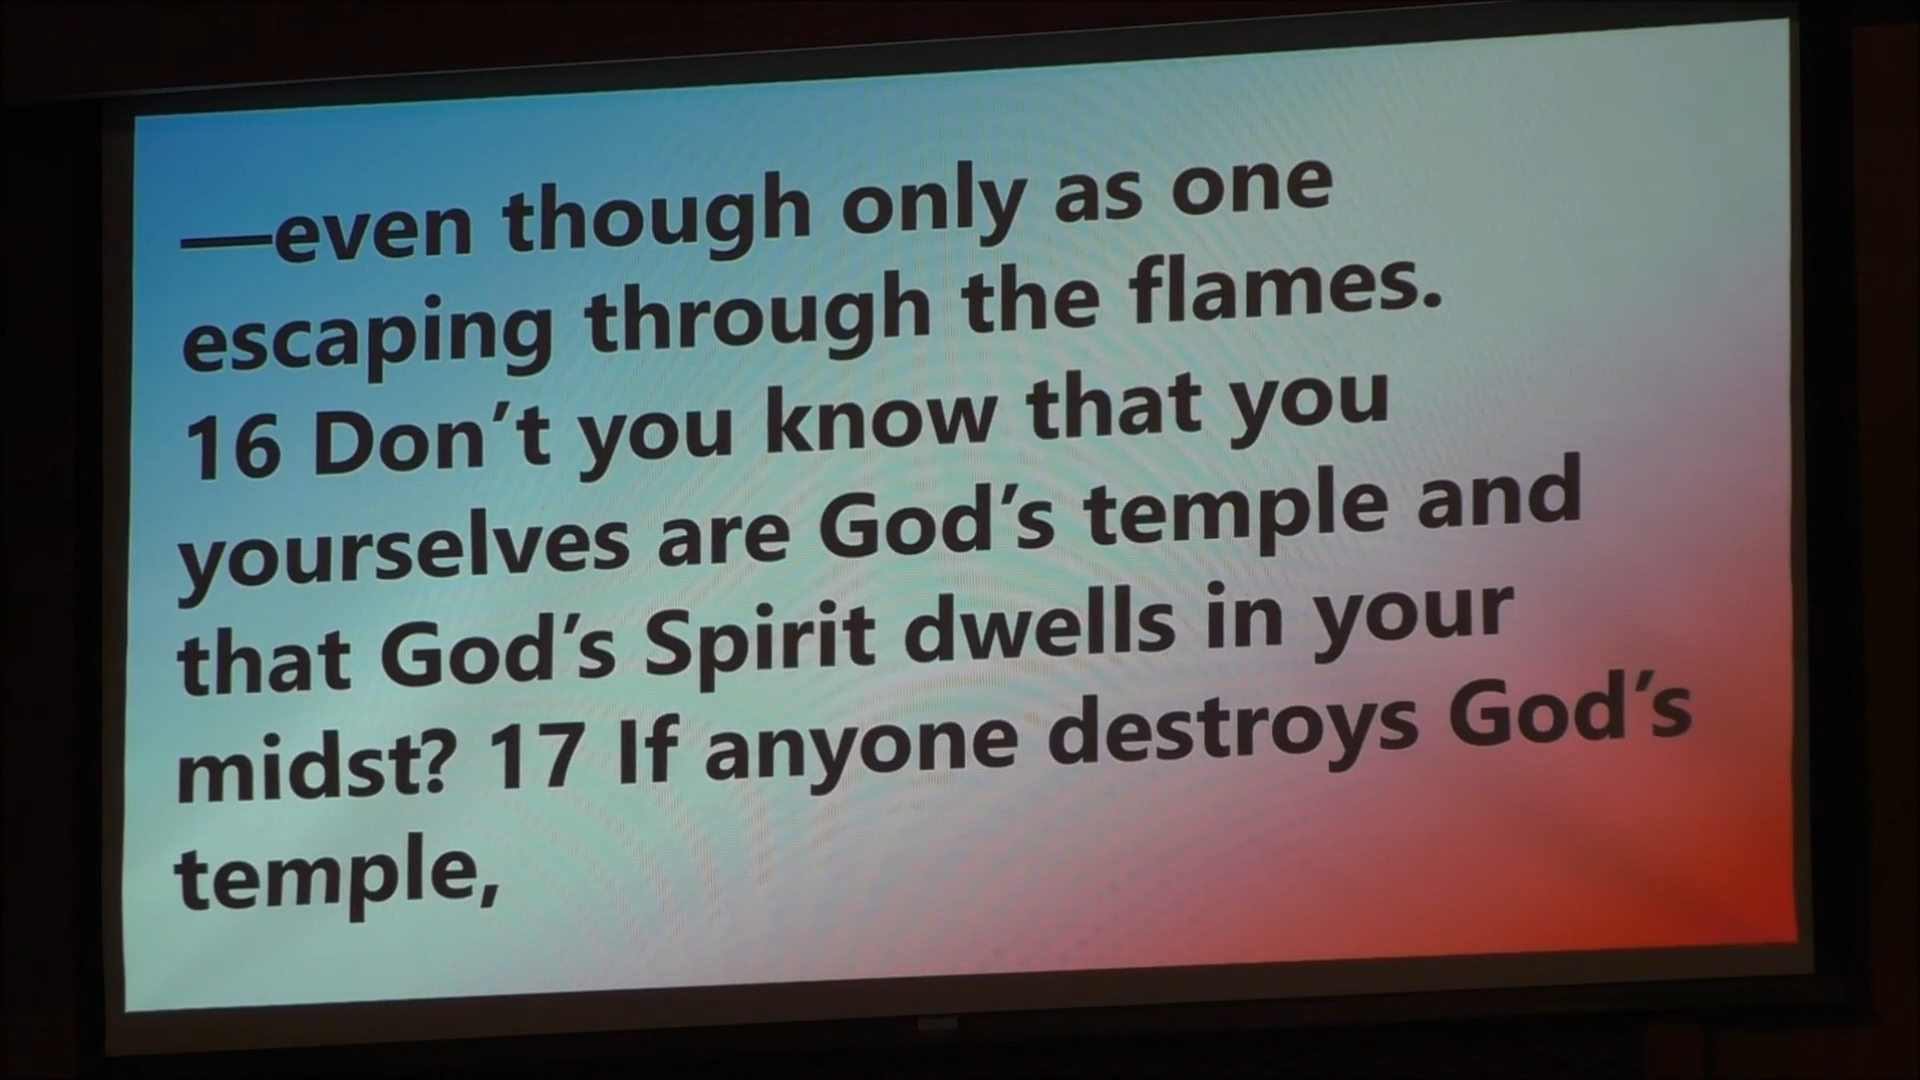 —even though only as one
escaping through the flames.
16 Don’t you know that you
yourselves are God’s temple and
that God’s Spirit dwells in your
midst? 17 If anyone destroys God’s
temple,